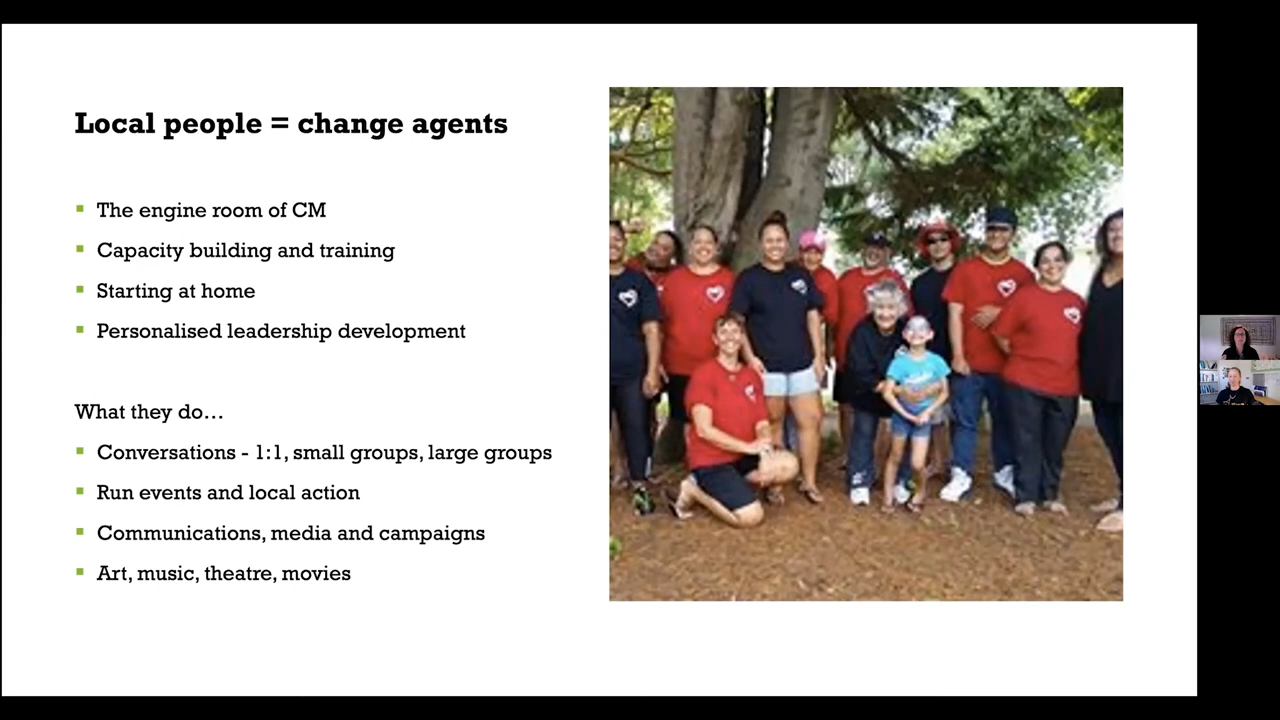 Local people = change agents
The engine room of CM
Capacity building and training
Starting at home
Personalised leadership development
What they do...
Conversations - 1:1, small groups, large groups
Run events and local action
Communications, media and campaigns
Art, music, theatre, movies